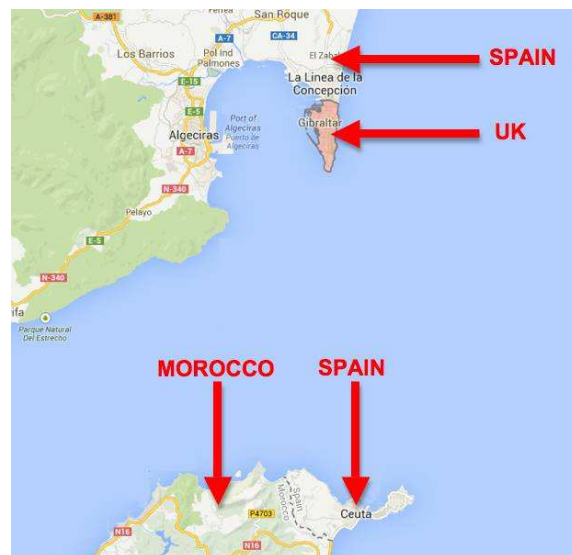 Ferrea
San Roque
A-381
A-7
CA-34
Los Barrios
Pol Ind
Palmones
El Zabal
SPAIN
E-15
La Línea de la
Concepción
E-5
Port of
Algeciras
Puerto de
Algeciras
Gibraltar
UK
Algeciras
A-7
N-340
Pelayo
E-5
N-340
ifa
Parque Natural
Del Estrecho
MOROCCO
SPAIN
Spain
Morocco
P4703
Ceuta
N16
N16